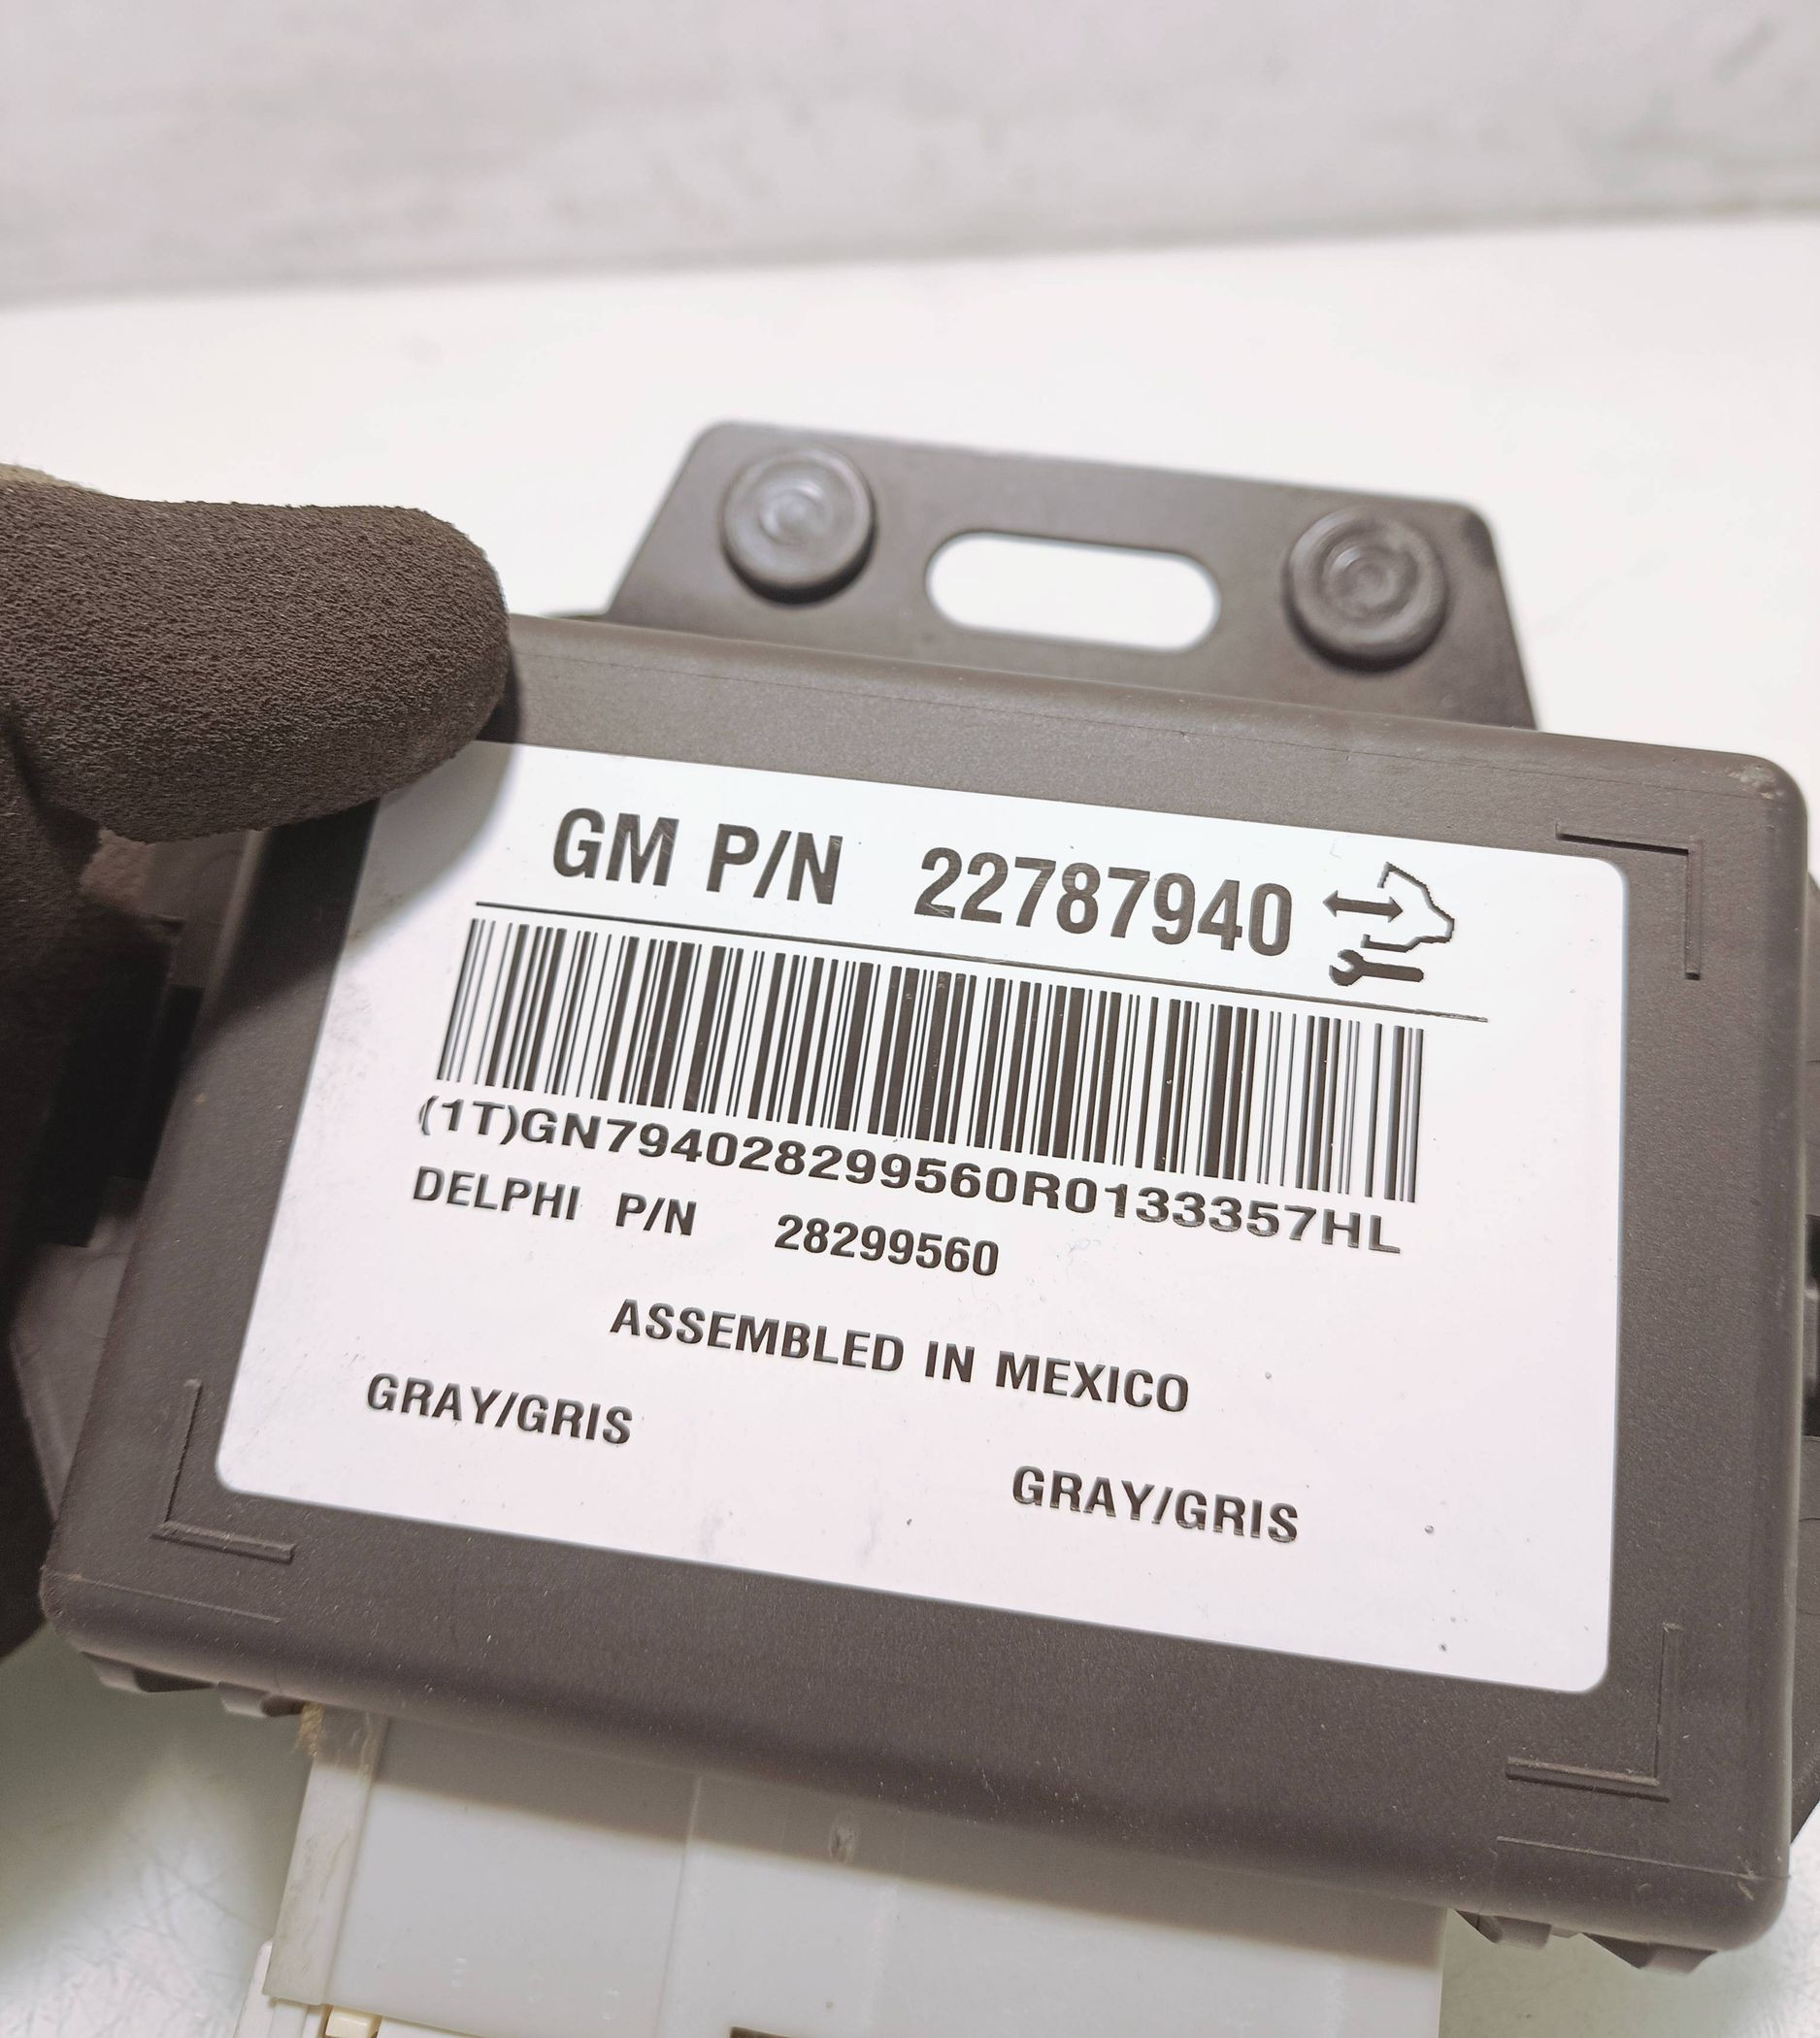 GM P/N 22787940
(1T)GN794028299560R0133357HL
DELPHI P/N 28299560
ASSEMBLED IN MEXICO
GRAY/GRIS
GRAY/GRIS